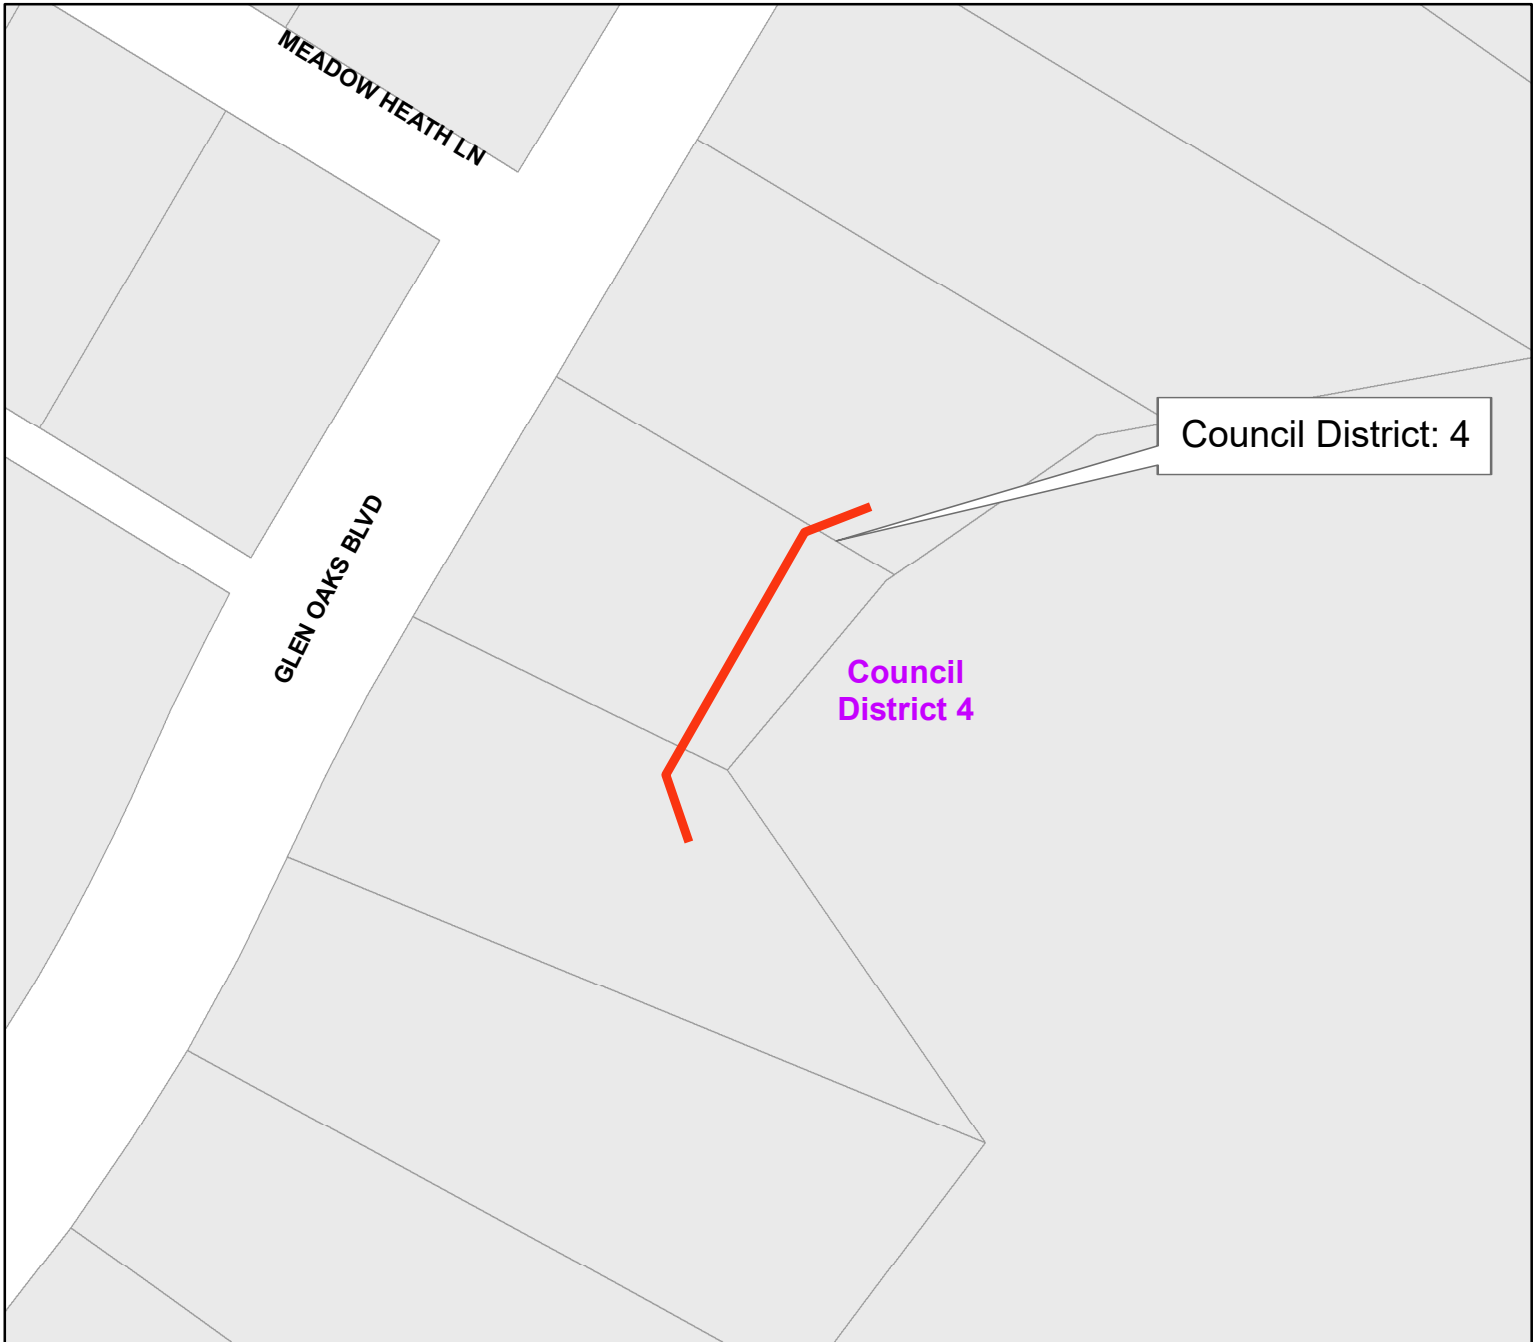 MEADOW HEATH LN
Council District: 4
GLEN OAKS BLVD
Council
District 4